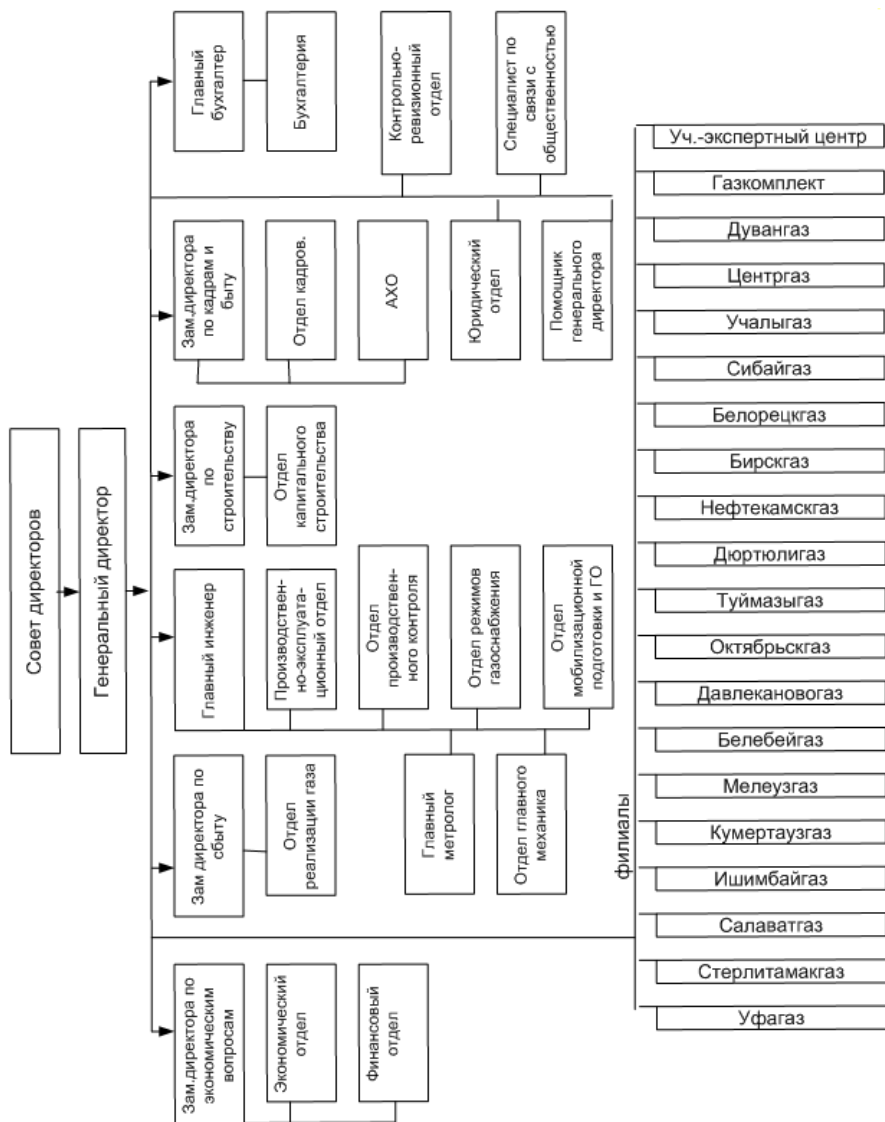 Совет директоров
Генеральный директор
Зам.директора по
экономическим
вопросам
Экономический
отдел
Финансовый
отдел
Зам директора по
сбыту
Отдел
реализации газа
Главный инженер
Производствен-
но-эксплуата-
ционный отдел
Отдел
производствен-
ного контроля
Отдел режимов
газоснабжения
Отдел
мобилизационной
подготовки и ГО
Главный
метролог
Отдел главного
механика
Зам.директора
по
строительству
Отдел
капитального
строительства
Зам.директора
по кадрам и
быту
Отдел кадров.
АХО
Юридический
отдел
Помощник
генерального
директора
Главный
бухгалтер
Бухгалтерия
Контрольно-
ревизионный
отдел
Специалист по
связи с
общественностью
филиалы
Уч.-экспертный центр
Газкомплект
Дувангаз
Центргаз
Учалыгаз
Сибайгаз
Белорецкгаз
Бирскгаз
Нефтекамскгаз
Дюртюлигаз
Туймазыгаз
Октябрьскгаз
Давлекановогаз
Белебейгаз
Мелеузгаз
Кумертаузгаз
Ишимбайгаз
Салаватгаз
Стерлитамакгаз
Уфагаз